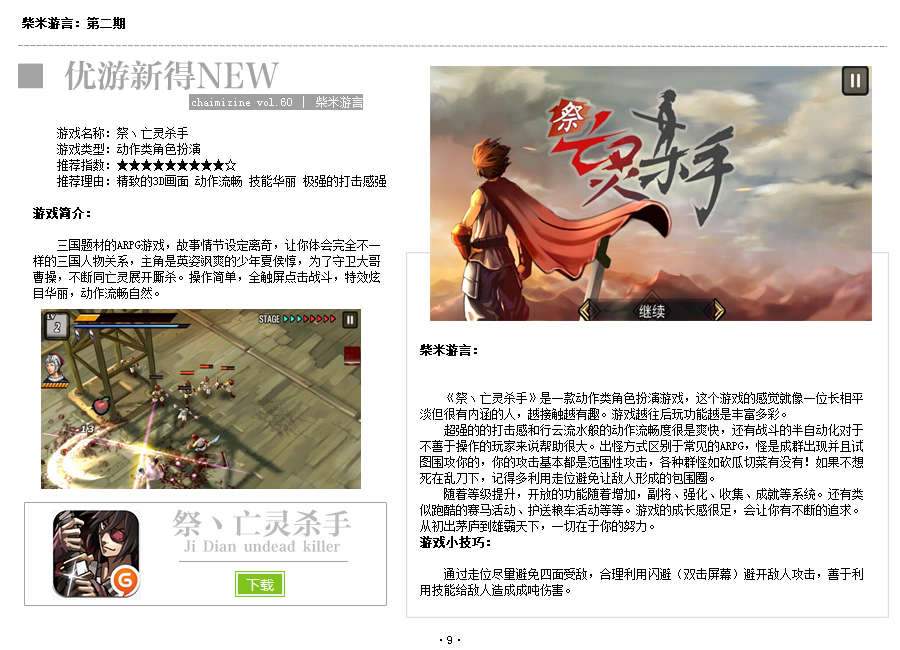 柴米游言：第二期
优游新得NEW
chaimizine vol.60 | 柴米游言
游戏名称：祭丶亡灵杀手
游戏类型：动作类角色扮演
推荐指数：★★★★★★★★★☆
推荐理由：精致的3D画面 动作流畅 技能华丽 极强的打击感强
游戏简介：
三国题材的ARPG游戏，故事情节设定离奇，让你体会完全不一
样的三国人物关系，主角是英姿飒爽的少年夏侯惇，为了守卫大哥
曹操，不断同亡灵展开厮杀。操作简单，全触屏点击战斗，特效炫
目华丽，动作流畅自然。
LV
2
STAGE
13
祭丶亡灵杀手
Ji Dian undead killer
下载
祭
亡灵杀手
继续
柴米游言：
《祭丶亡灵杀手》是一款动作类角色扮演游戏，这个游戏的感觉就像一位长相平
淡但很有内涵的人，越接触越有趣。游戏越往后玩功能越是丰富多彩。
超强的的打击感和行云流水般的动作流畅度很是爽快，还有战斗的半自动化对于
不善于操作的玩家来说帮助很大。出怪方式区别于常见的ARPG，怪是成群出现并且试
图围攻你的，你的攻击基本都是范围性攻击，各种群怪如砍瓜切菜有没有！如果不想
死在乱刀下，记得多利用走位避免让敌人形成的包围圈。
随着等级提升，开放的功能随着增加，副将、强化、收集、成就等系统。还有类
似跑酷的赛马活动、护送粮车活动等等。游戏的成长感很足，会让你有不断的追求。
从初出茅庐到雄霸天下，一切在于你的努力。
游戏小技巧：
通过走位尽量避免四面受敌，合理利用闪避（双击屏幕）避开敌人攻击，善于利
用技能给敌人造成成吨伤害。
·9·